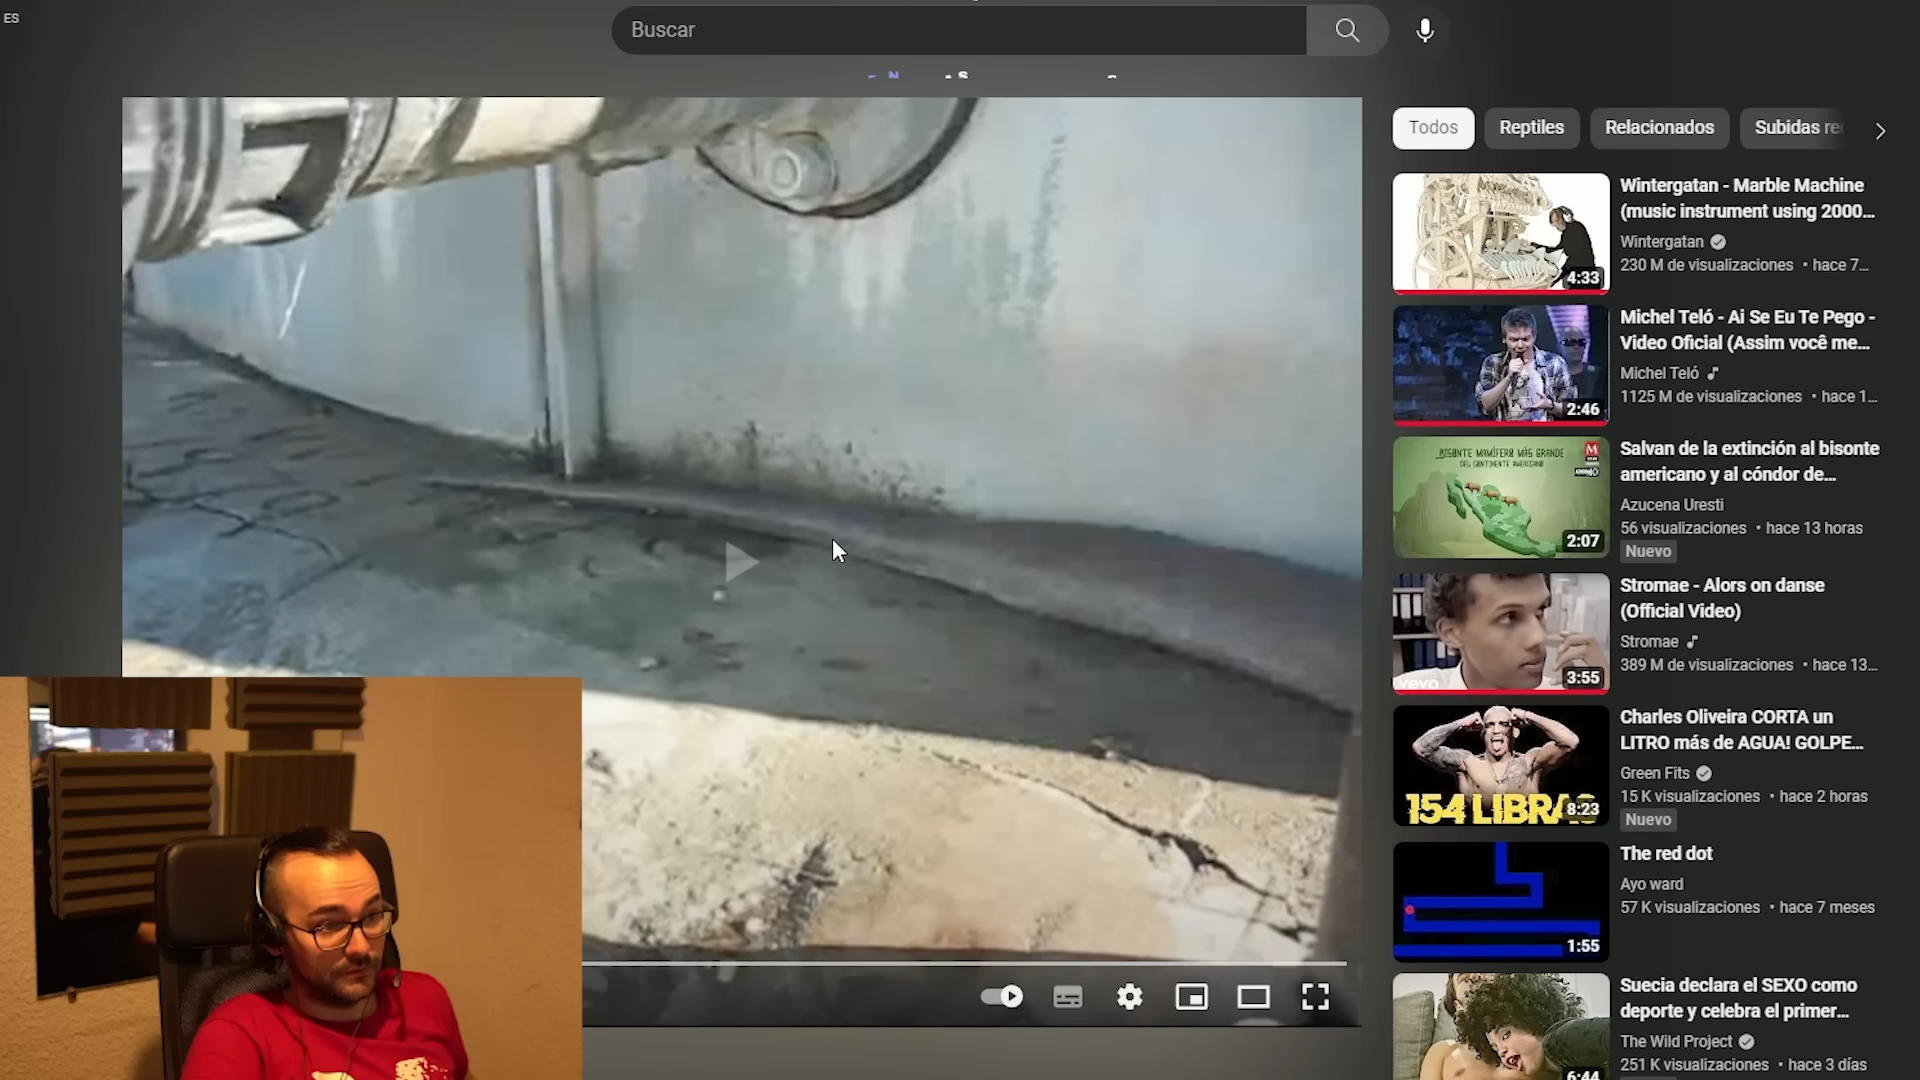 ES
Buscar
Todos
Reptiles
Relacionados
Subidas
Wintergatan - Marble Machine
(music instrument using 2000...
Wintergatan
230 M de visualizaciones • hace 7...
4:33
Michel Teló - Ai Se Eu Te Pego -
Video Oficial (Assim você me...
Michel Teló
1125 M de visualizaciones • hace 1...
2:46
BISONTE MAMÍFERO MÁS GRANDE
DEL CONTINENTE AMERICANO
M
2:07
Salvan de la extinción al bisonte
americano y al cóndor de...
Azucena Uresti
56 visualizaciones • hace 13 horas
Nuevo
Stromae - Alors on danse
(Official Video)
Stromae
389 M de visualizaciones • hace 13...
vevo
3:55
Charles Oliveira CORTA un
LITRO más de AGUA! GOLPE...
Green Fits
15 K visualizaciones • hace 2 horas
Nuevo
154 LIBRAS
8:23
The red dot
Ayo ward
57 K visualizaciones • hace 7 meses
1:55
Suecia declara el SEXO como
deporte y celebra el primer...
The Wild Project
251 K visualizaciones • hace 3 días
6:44